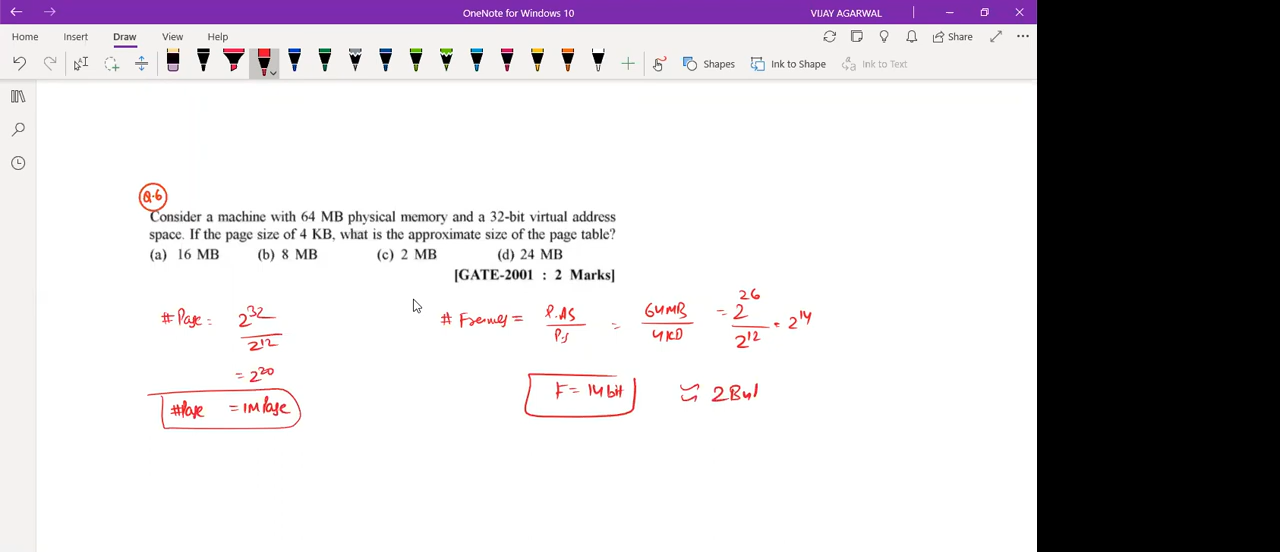 OneNote for Windows 10
VIJAY AGARWAL
Home Insert Draw View Help
Share
Shapes
Ink to Shape
Ink to Text
Q.6
Consider a machine with 64 MB physical memory and a 32-bit virtual address
space. If the page size of 4 KB, what is the approximate size of the page table?
(a) 16 MB (b) 8 MB (c) 2 MB (d) 24 MB
[GATE-2001 : 2 Marks]
#Page = 2^32 / 2^12
= 2^20
#Page = 1M Page
# Frames = P.AS / P.S = 64MB / 4KB = 2^26 / 2^12 = 2^14
F = 14 bit ≃ 2Byt